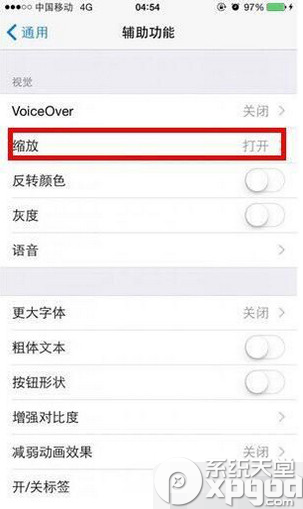 中国移动 4G 04:54 97%
通用 辅助功能
视觉
VoiceOver 关闭
缩放 打开
反转颜色
灰度
语音
更大字体 关闭
粗体文本
按钮形状
增强对比度
减弱动画效果 关闭
开/关标签
系统天堂
xpgod